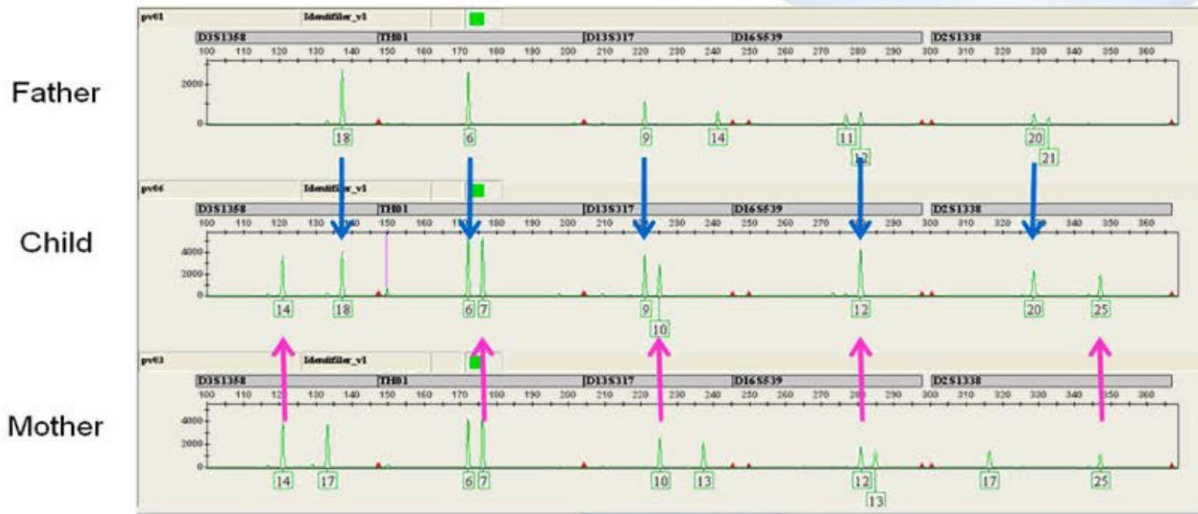 pv01 Identifiler_v1
D3S1358 TH01 D13S317 D16S539 D2S1338
100 110 120 130 140 150 160 170 180 190 200 210 220 230 240 250 260 270 280 290 300 310 320 330 340 350 360
Father
2000
0
18 6 9 14 11 12 20 21
pv06 Identifiler_v1
D3S1358 TH01 D13S317 D16S539 D2S1338
100 110 120 130 140 150 160 170 180 190 200 210 220 230 240 250 260 270 280 290 300 310 320 330 340 350 360
Child
4000
2000
0
14 18 6 7 9 10 12 20 25
pv03 Identifiler_v1
D3S1358 TH01 D13S317 D16S539 D2S1338
100 110 120 130 140 150 160 170 180 190 200 210 220 230 240 250 260 270 280 290 300 310 320 330 340 350 360
Mother
4000
2000
0
14 17 6 7 10 13 12 13 17 25